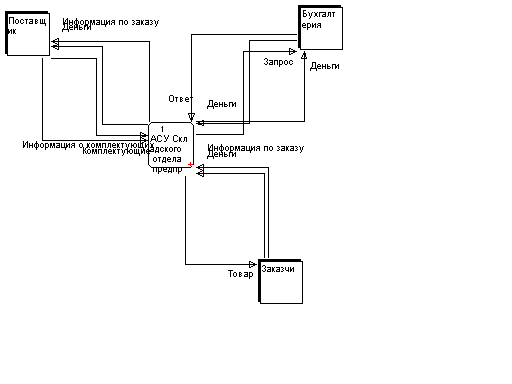 Поставщ
ик
Информация по заказу
Деньги
Бухгалт
ерия
Запрос
Деньги
Ответ
Деньги
1
АСУ Скл
адского
отдела
предпр
Информация о комплектующих
Комплектующие
Информация по заказу
Деньги
Товар
Заказчи